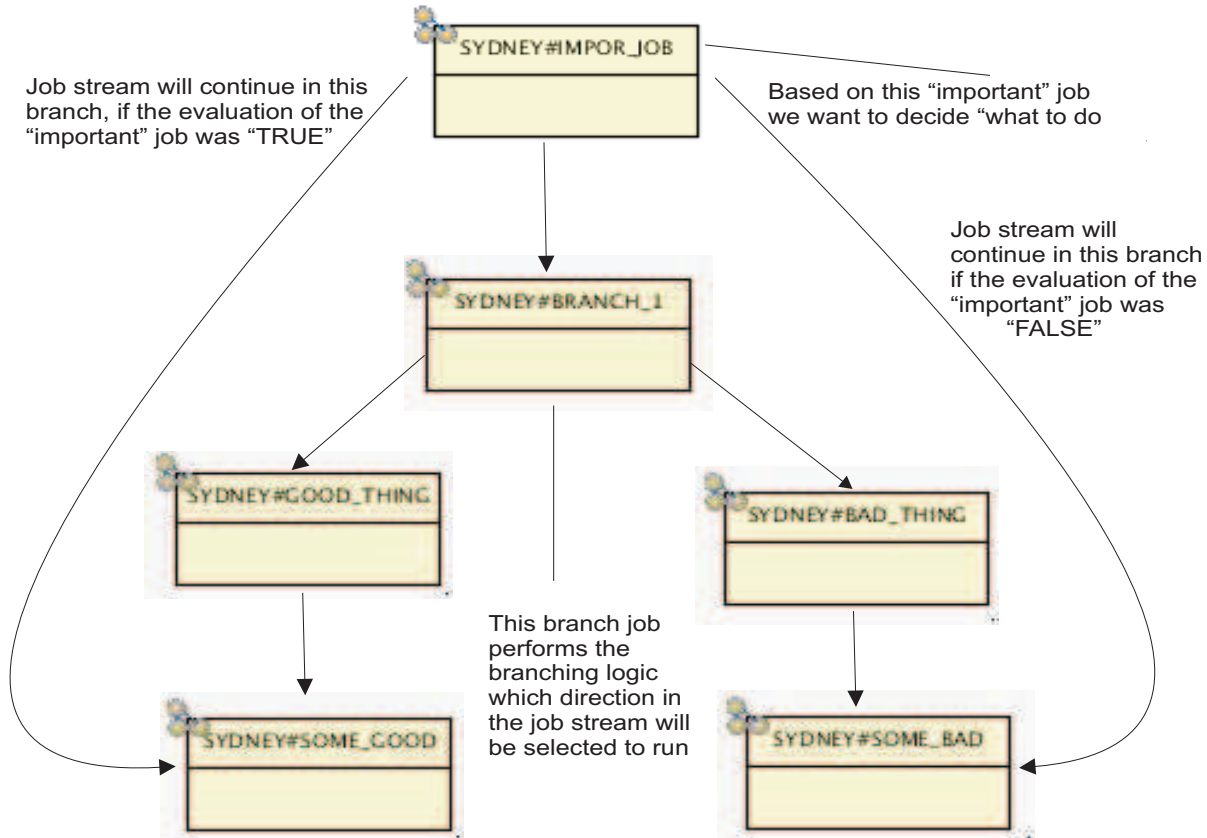 SYDNEY#IMPOR_JOB
Job stream will continue in this
branch, if the evaluation of the
“important” job was “TRUE”
Based on this “important” job
we want to decide “what to do
Job stream will
continue in this branch
if the evaluation of the
“important” job was
“FALSE”
SYDNEY#BRANCH_1
SYDNEY#GOOD_THING
SYDNEY#BAD_THING
This branch job
performs the
branching logic
which direction in
the job stream will
be selected to run
SYDNEY#SOME_GOOD
SYDNEY#SOME_BAD